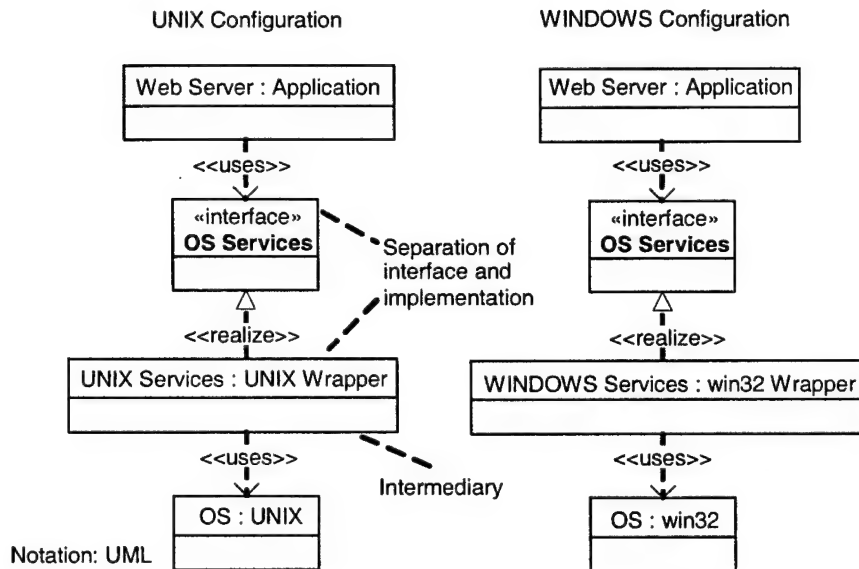 UNIX Configuration
Web Server : Application
<<uses>>
«interface»
OS Services
Separation of
interface and
implementation
<<realize>>
UNIX Services : UNIX Wrapper
<<uses>>
Intermediary
OS : UNIX
Notation: UML
WINDOWS Configuration
Web Server : Application
<<uses>>
«interface»
OS Services
<<realize>>
WINDOWS Services : win32 Wrapper
<<uses>>
OS : win32